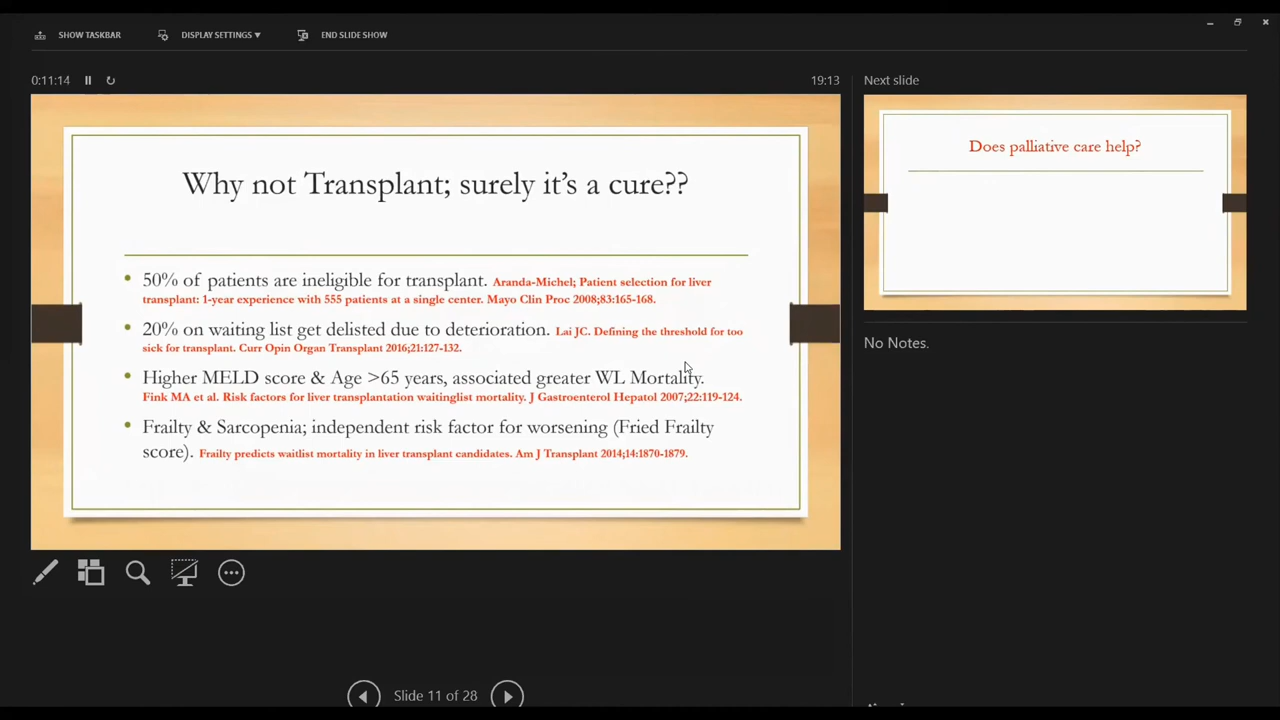 SHOW TASKBAR
DISPLAY SETTINGS ▾
END SLIDE SHOW
0:11:14
19:13
Next slide
Why not Transplant; surely it's a cure??
• 50% of patients are ineligible for transplant. Aranda-Michel; Patient selection for liver
transplant: 1-year experience with 555 patients at a single center. Mayo Clin Proc 2008;83:165-168.
• 20% on waiting list get delisted due to deterioration. Lai JC. Defining the threshold for too
sick for transplant. Curr Opin Organ Transplant 2016;21:127-132.
• Higher MELD score & Age >65 years, associated greater WL Mortality.
Fink MA et al. Risk factors for liver transplantation waitinglist mortality. J Gastroenterol Hepatol 2007;22:119-124.
• Frailty & Sarcopenia; independent risk factor for worsening (Fried Frailty
score). Frailty predicts waitlist mortality in liver transplant candidates. Am J Transplant 2014;14:1870-1879.
Does palliative care help?
No Notes.
Slide 11 of 28